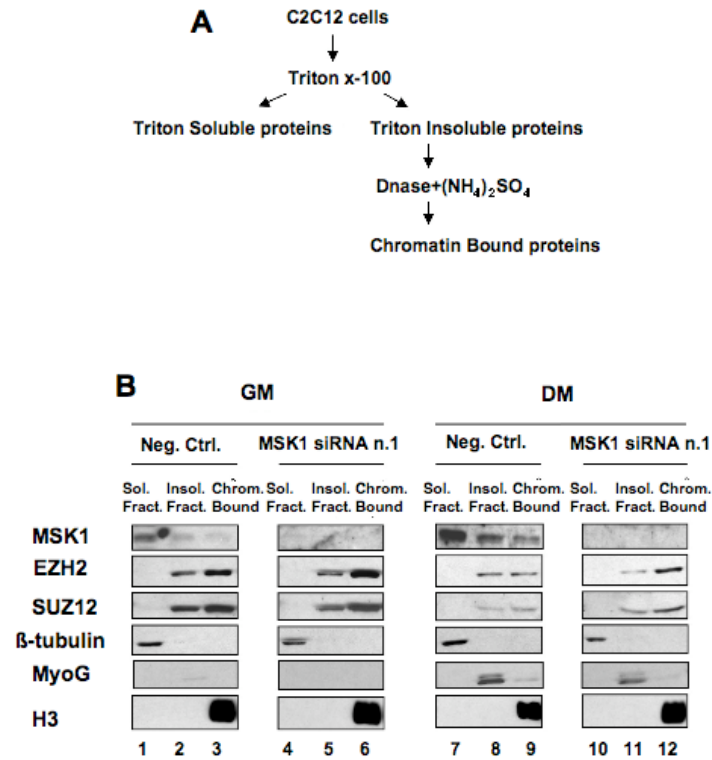 A
C2C12 cells
Triton x-100
Triton Soluble proteins Triton Insoluble proteins
Dnase+(NH₄)₂SO₄
Chromatin Bound proteins
B
GM DM
Neg. Ctrl. MSK1 siRNA n.1 Neg. Ctrl. MSK1 siRNA n.1
Sol. Insol. Chrom. Sol. Insol. Chrom. Sol. Insol. Chrom. Sol. Insol. Chrom.
Fract. Fract. Bound Fract. Fract. Bound Fract. Fract. Bound Fract. Fract. Bound
MSK1
EZH2
SUZ12
ß-tubulin
MyoG
H3
1 2 3 4 5 6 7 8 9 10 11 12